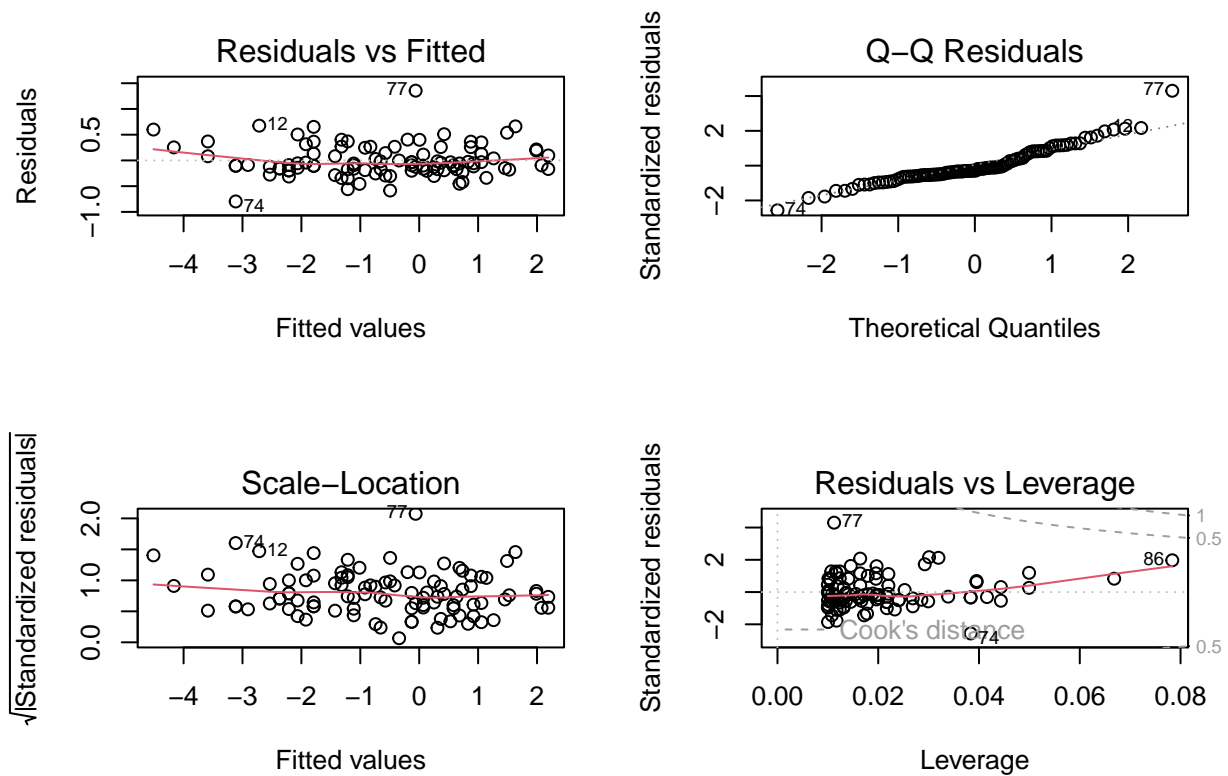 Residuals vs Fitted
Residuals
−1.0 0.5
77
12
74
−4 −3 −2 −1 0 1 2
Fitted values
Q−Q Residuals
Standardized residuals
−2 2
77
12
74
−2 −1 0 1 2
Theoretical Quantiles
Scale−Location
√|Standardized residuals|
0.0 1.0 2.0
77
74
12
−4 −3 −2 −1 0 1 2
Fitted values
Residuals vs Leverage
Standardized residuals
−2 2
77
86
74
1
0.5
0.5
Cook's distance
0.00 0.02 0.04 0.06 0.08
Leverage